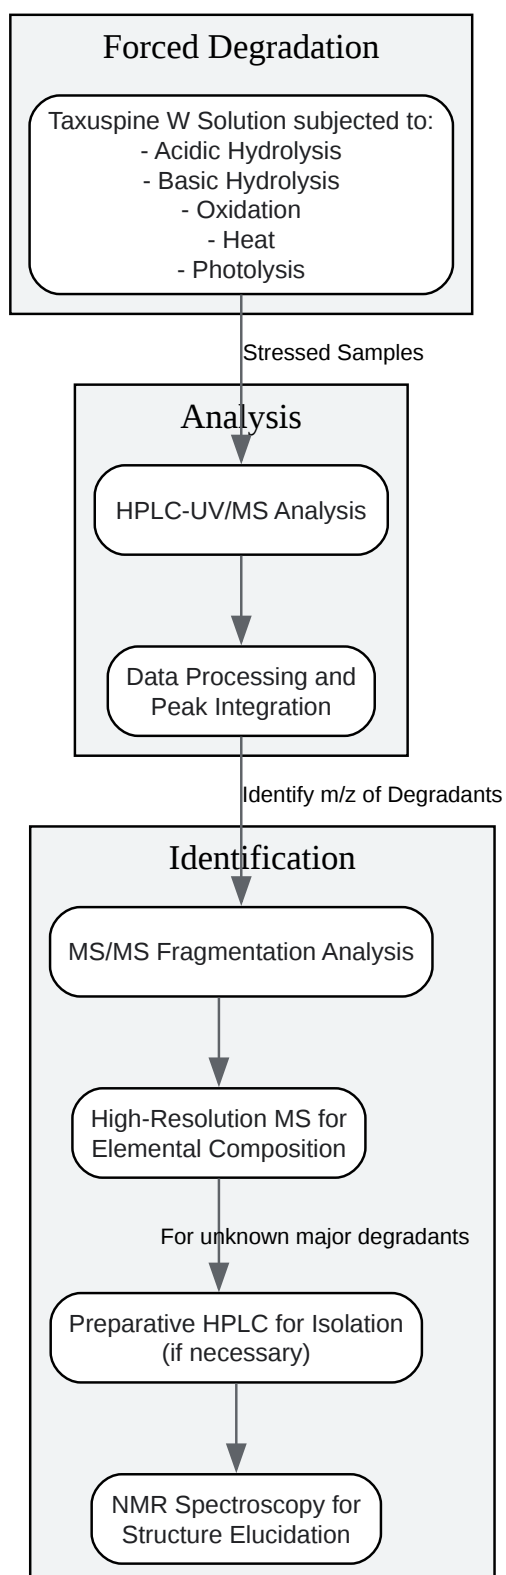 Forced Degradation
Taxuspine W Solution subjected to:
- Acidic Hydrolysis
- Basic Hydrolysis
- Oxidation
- Heat
- Photolysis
Stressed Samples
Analysis
HPLC-UV/MS Analysis
Data Processing and
Peak Integration
Identify m/z of Degradants
Identification
MS/MS Fragmentation Analysis
High-Resolution MS for
Elemental Composition
For unknown major degradants
Preparative HPLC for Isolation
(if necessary)
NMR Spectroscopy for
Structure Elucidation